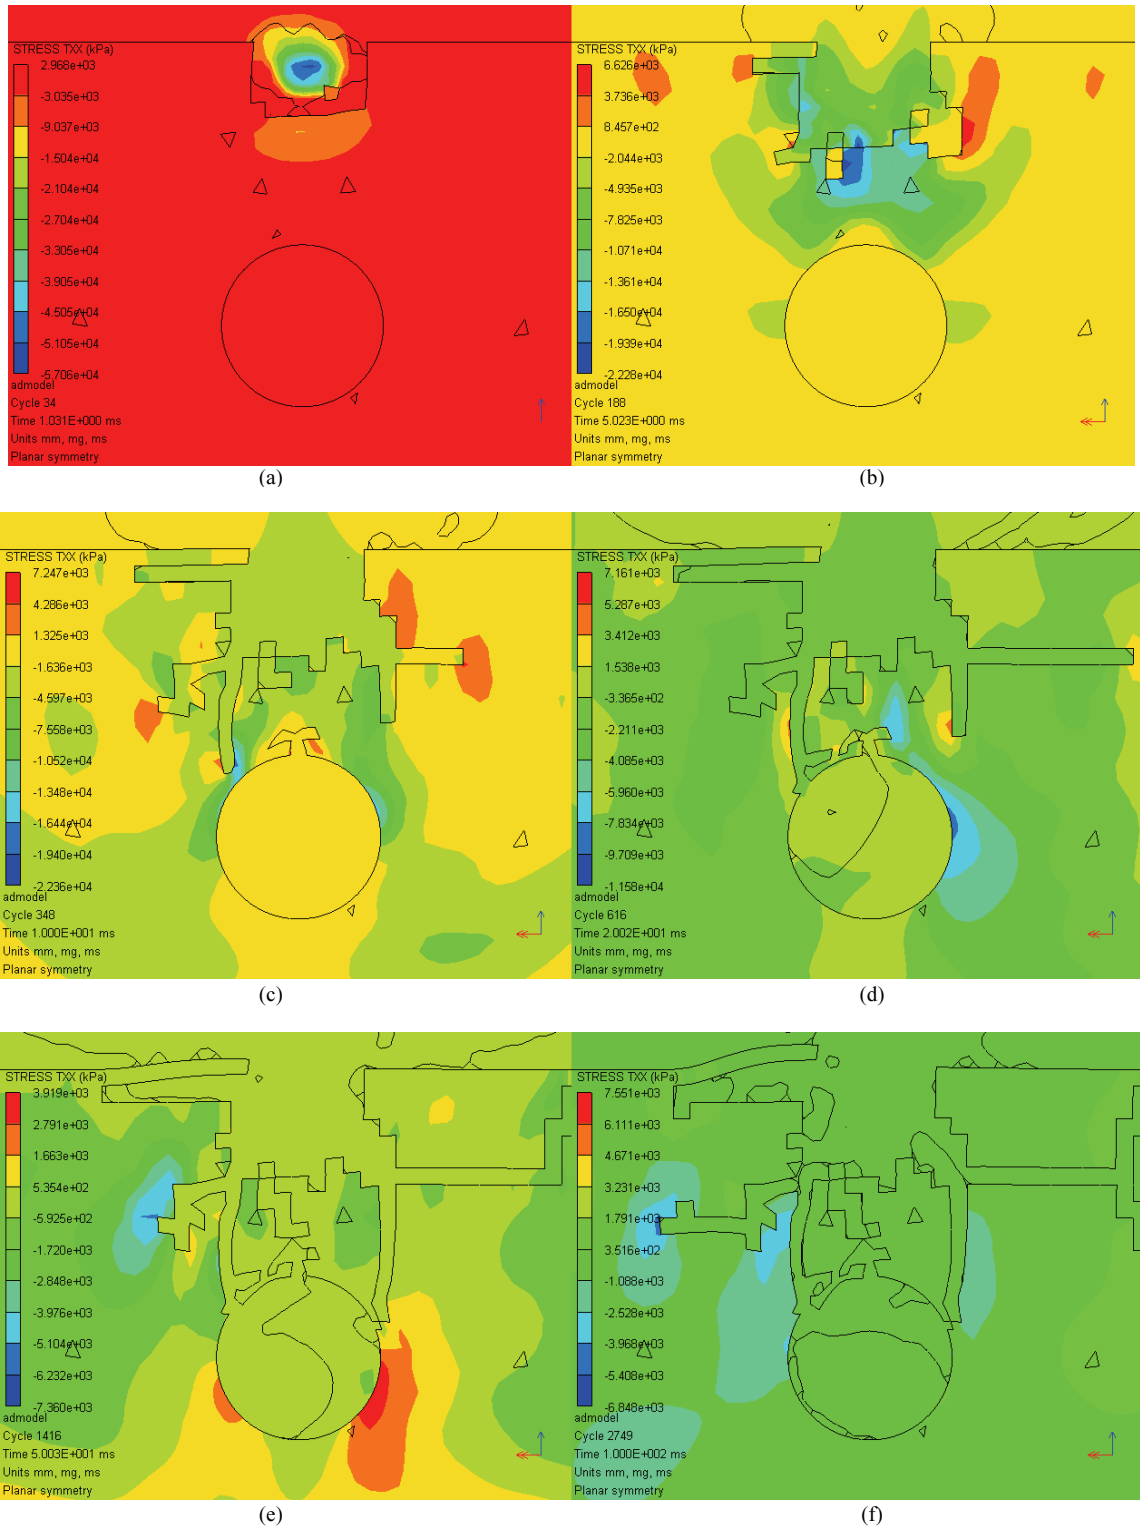 STRESS TXX (kPa)
2.968e+03
-3.035e+03
-9.037e+03
-1.504e+04
-2.104e+04
-2.704e+04
-3.305e+04
-3.905e+04
-4.505e+04
-5.105e+04
-5.706e+04
admodel
Cycle 34
Time 1.031E+000 ms
Units mm, mg, ms
Planar symmetry
(a)
STRESS TXX (kPa)
6.626e+03
3.736e+03
8.457e+02
-2.044e+03
-4.935e+03
-7.825e+03
-1.071e+04
-1.361e+04
-1.650e+04
-1.939e+04
-2.228e+04
admodel
Cycle 188
Time 5.023E+000 ms
Units mm, mg, ms
Planar symmetry
(b)
STRESS TXX (kPa)
7.247e+03
4.286e+03
1.325e+03
-1.636e+03
-4.597e+03
-7.558e+03
-1.052e+04
-1.348e+04
-1.644e+04
-1.940e+04
-2.236e+04
admodel
Cycle 348
Time 1.000E+001 ms
Units mm, mg, ms
Planar symmetry
(c)
STRESS TXX (kPa)
7.161e+03
5.287e+03
3.412e+03
1.538e+03
-3.365e+02
-2.211e+03
-4.085e+03
-5.960e+03
-7.834e+03
-9.709e+03
-1.158e+04
admodel
Cycle 616
Time 2.002E+001 ms
Units mm, mg, ms
Planar symmetry
(d)
STRESS TXX (kPa)
3.919e+03
2.791e+03
1.663e+03
5.354e+02
-5.925e+02
-1.720e+03
-2.848e+03
-3.976e+03
-5.104e+03
-6.232e+03
-7.360e+03
admodel
Cycle 1416
Time 5.003E+001 ms
Units mm, mg, ms
Planar symmetry
(e)
STRESS TXX (kPa)
7.551e+03
6.111e+03
4.671e+03
3.231e+03
1.791e+03
3.516e+02
-1.088e+03
-2.528e+03
-3.968e+03
-5.408e+03
-6.848e+03
admodel
Cycle 2749
Time 1.000E+002 ms
Units mm, mg, ms
Planar symmetry
(f)